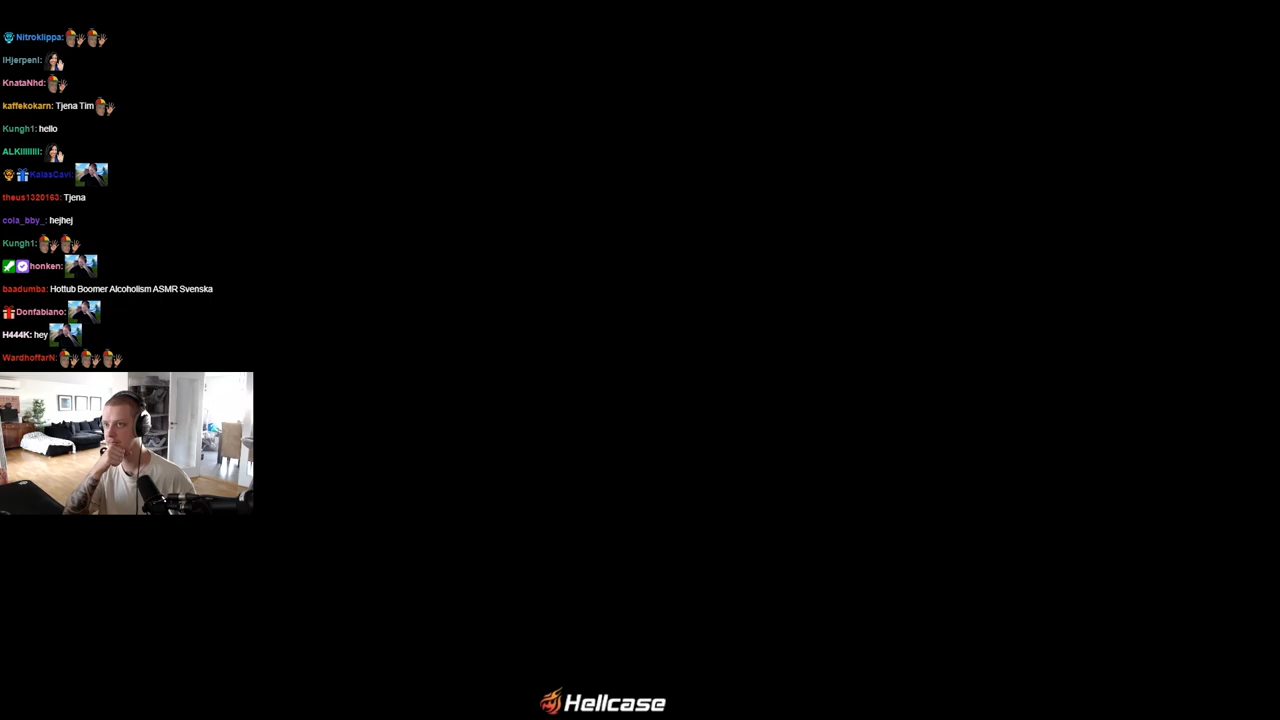 Nitroklippa:
IHjerpenI:
KnataNhd:
kaffekokarn: Tjena Tim
Kungh1: hello
ALKIIIIIIII:
KalasCavi:
theus1320163: Tjena
cola_bby_: hejhej
Kungh1:
honken:
baadumba: Hottub Boomer Alcoholism ASMR Svenska
Donfabiano:
H444K: hey
WardhoffarN:
Hellcase